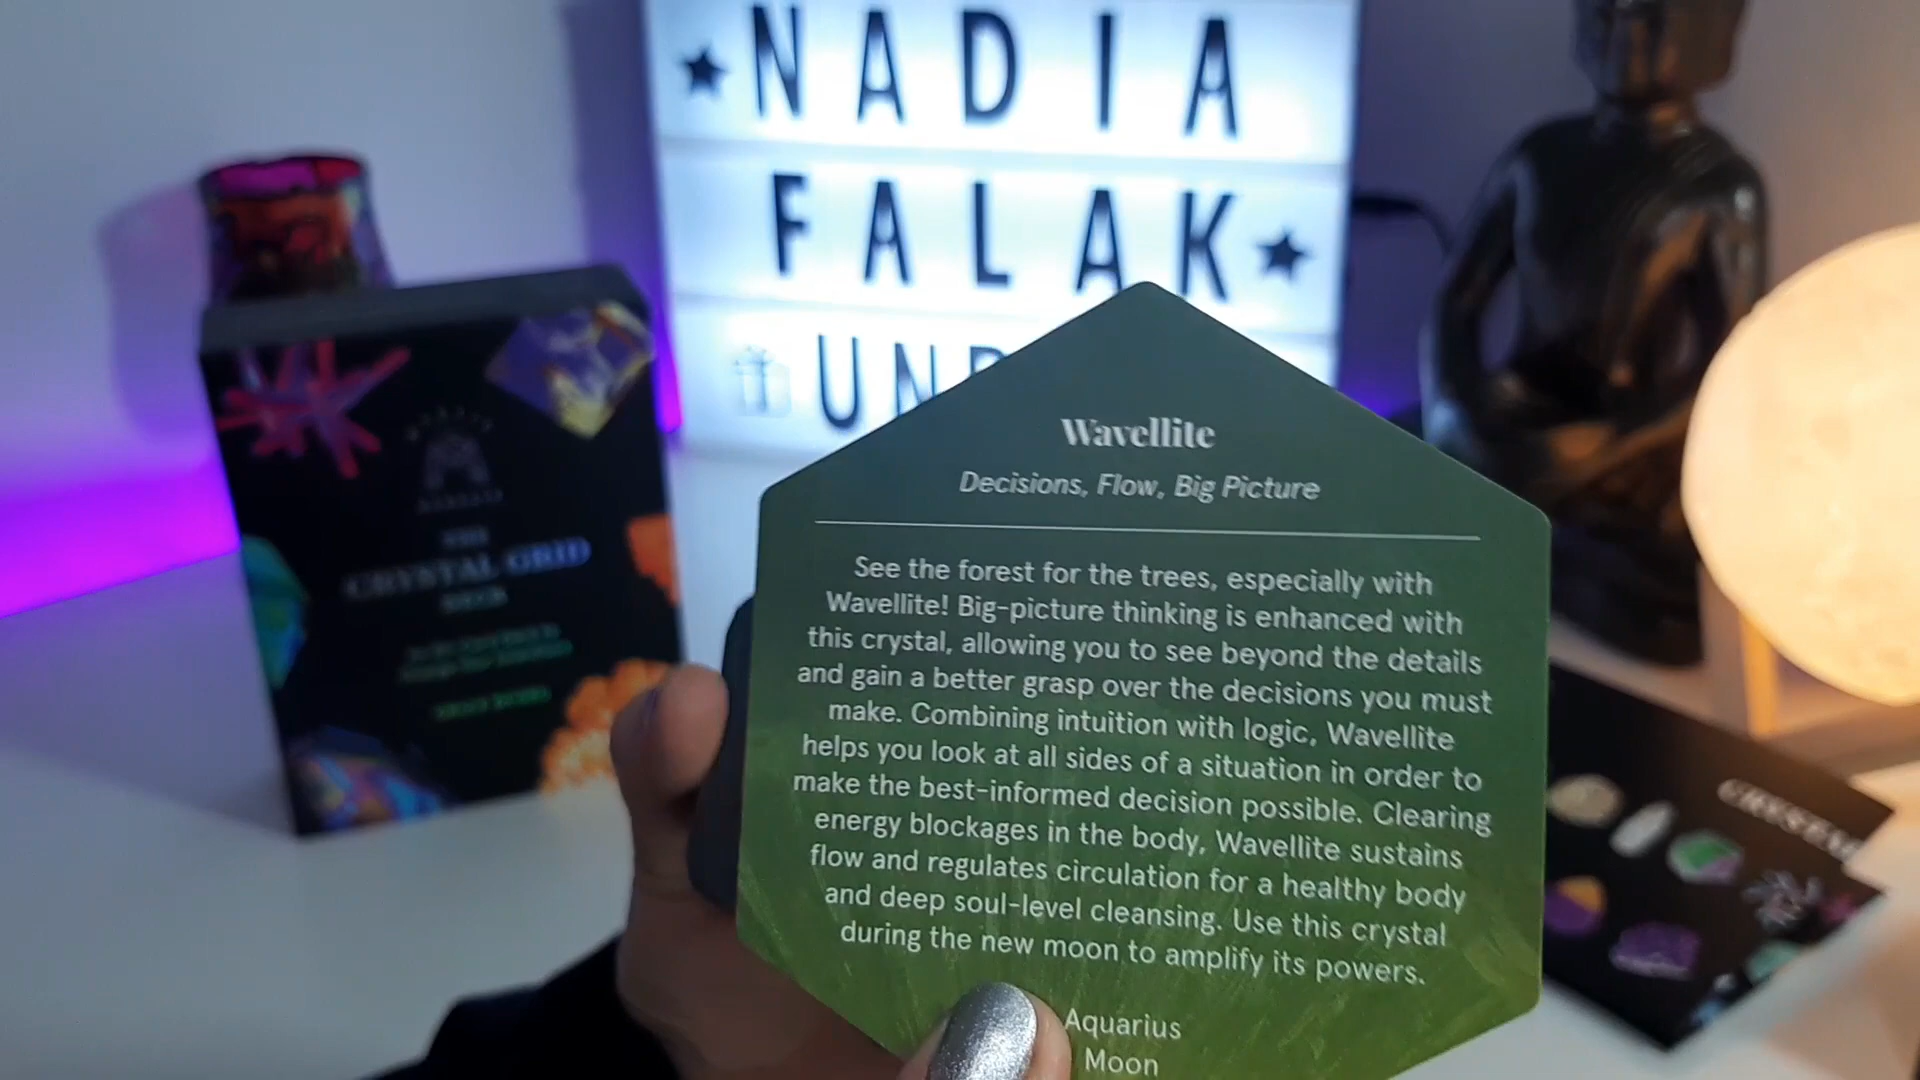 NADIA
FALAK
UN
Wavellite
Decisions, Flow, Big Picture
See the forest for the trees, especially with
Wavellite! Big-picture thinking is enhanced with
this crystal, allowing you to see beyond the details
and gain a better grasp over the decisions you must
make. Combining intuition with logic, Wavellite
helps you look at all sides of a situation in order to
make the best-informed decision possible. Clearing
energy blockages in the body, Wavellite sustains
flow and regulates circulation for a healthy body
and deep soul-level cleansing. Use this crystal
during the new moon to amplify its powers.
Aquarius
Moon
THE
CRYSTAL GRID
DECK